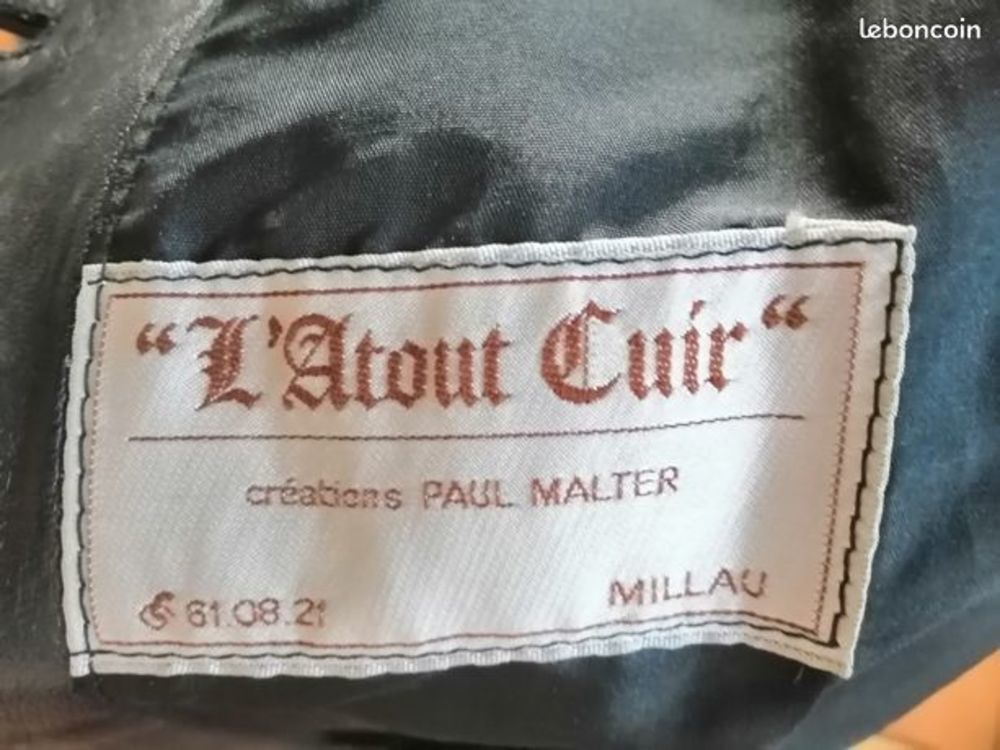 leboncoin
“L'Atout Cuir“
créations PAUL MALTER
61.08.21
MILLAU